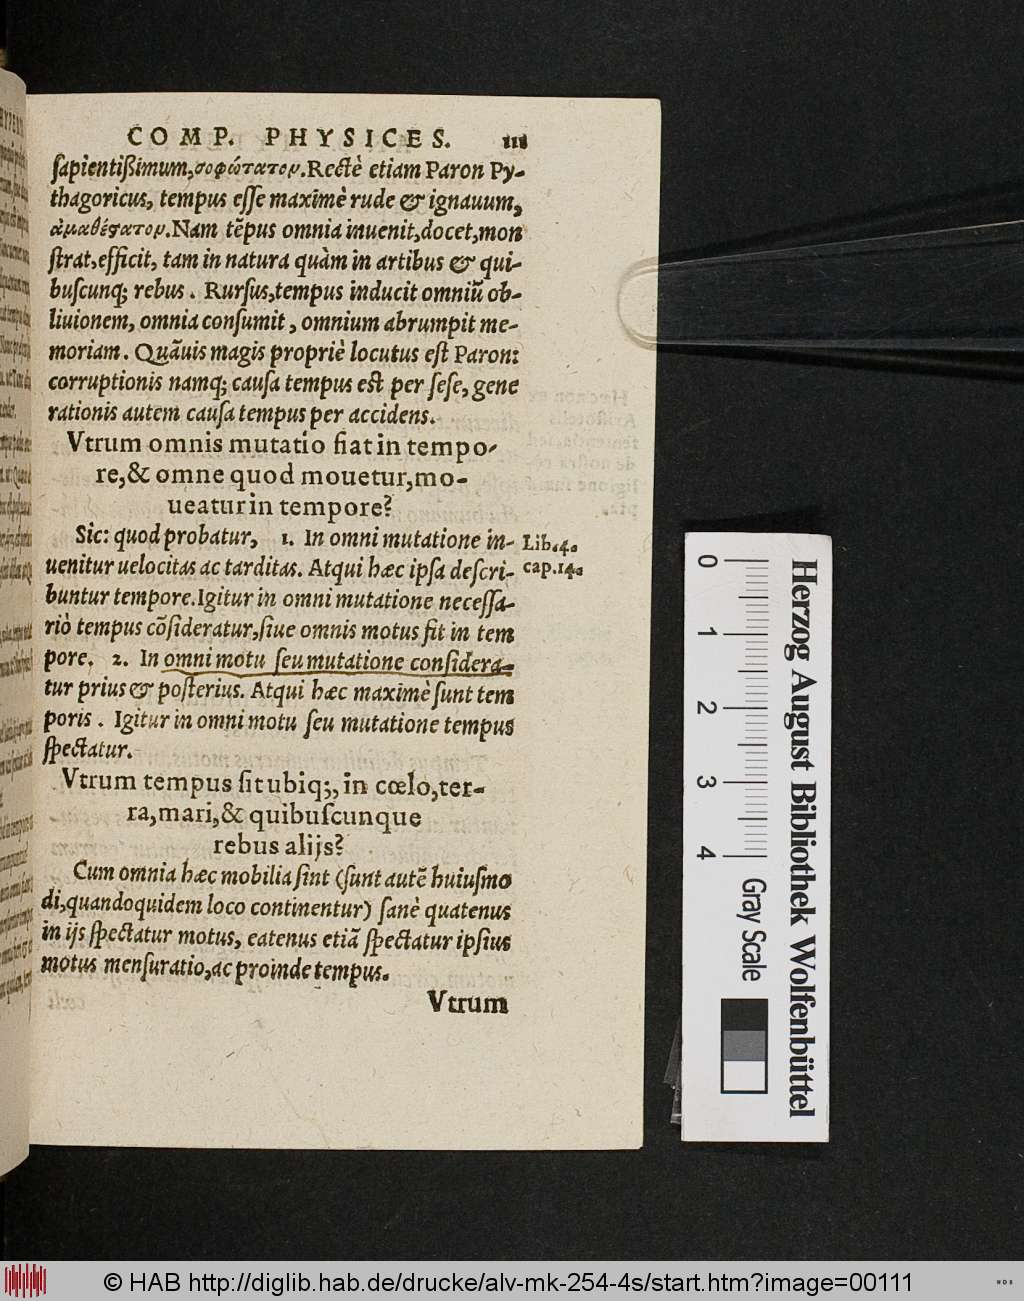 COMP. PHYSICES. 111
sapientißimum, σοφώτατον. Rectè etiam Paron Py-
thagoricus, tempus esse maximè rude & ignauum,
ἀμαθέϛατον. Nam tẽpus omnia inuenit, docet, mon
strat, efficit, tam in natura quàm in artibus & qui-
buscunq; rebus. Rursus, tempus inducit omniũ ob-
liuionem, omnia consumit, omnium abrumpit me-
moriam. Quãuis magis propriè locutus est Paron:
corruptionis namq; causa tempus est per sese, gene
rationis autem causa tempus per accidens.
Vtrum omnis mutatio fiat in tempo-
re, & omne quod mouetur, mo-
ueatur in tempore?
Sic: quod probatur, 1. In omni mutatione in-
Lib. 4.
uenitur uelocitas ac tarditas. Atqui hæc ipsa descri-
cap. 14.
buntur tempore. Igitur in omni mutatione necessa-
riò tempus cõsideratur, siue omnis motus fit in tem
pore. 2. In omni motu seu mutatione considera-
tur prius & posterius. Atqui hæc maximè sunt tem
poris. Igitur in omni motu seu mutatione tempus
spectatur.
Vtrum tempus sit ubiq;, in cœlo, ter-
ra, mari, & quibuscunque
rebus alijs?
Cum omnia hæc mobilia sint (sunt autẽ huiusmo
di, quandoquidem loco continentur) sanè quatenus
in ijs spectatur motus, eatenus etiã spectatur ipsius
motus mensuratio, ac proinde tempus.
Vtrum
0 1 2 3 4
Gray Scale
Herzog August Bibliothek Wolfenbüttel
© HAB http://diglib.hab.de/drucke/alv-mk-254-4s/start.htm?image=00111